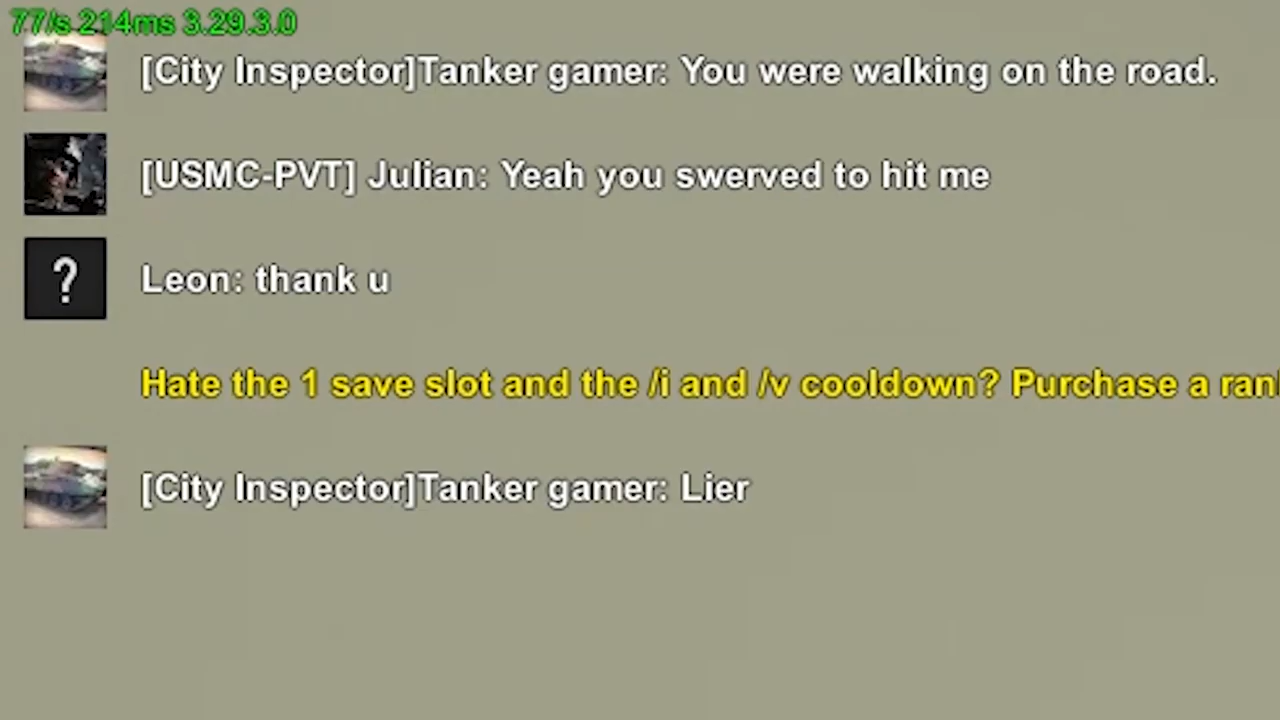 77/s 214ms 3.29.3.0
[City Inspector]Tanker gamer: You were walking on the road.
[USMC-PVT] Julian: Yeah you swerved to hit me
?
Leon: thank u
Hate the 1 save slot and the /i and /v cooldown? Purchase a
[City Inspector]Tanker gamer: Lier